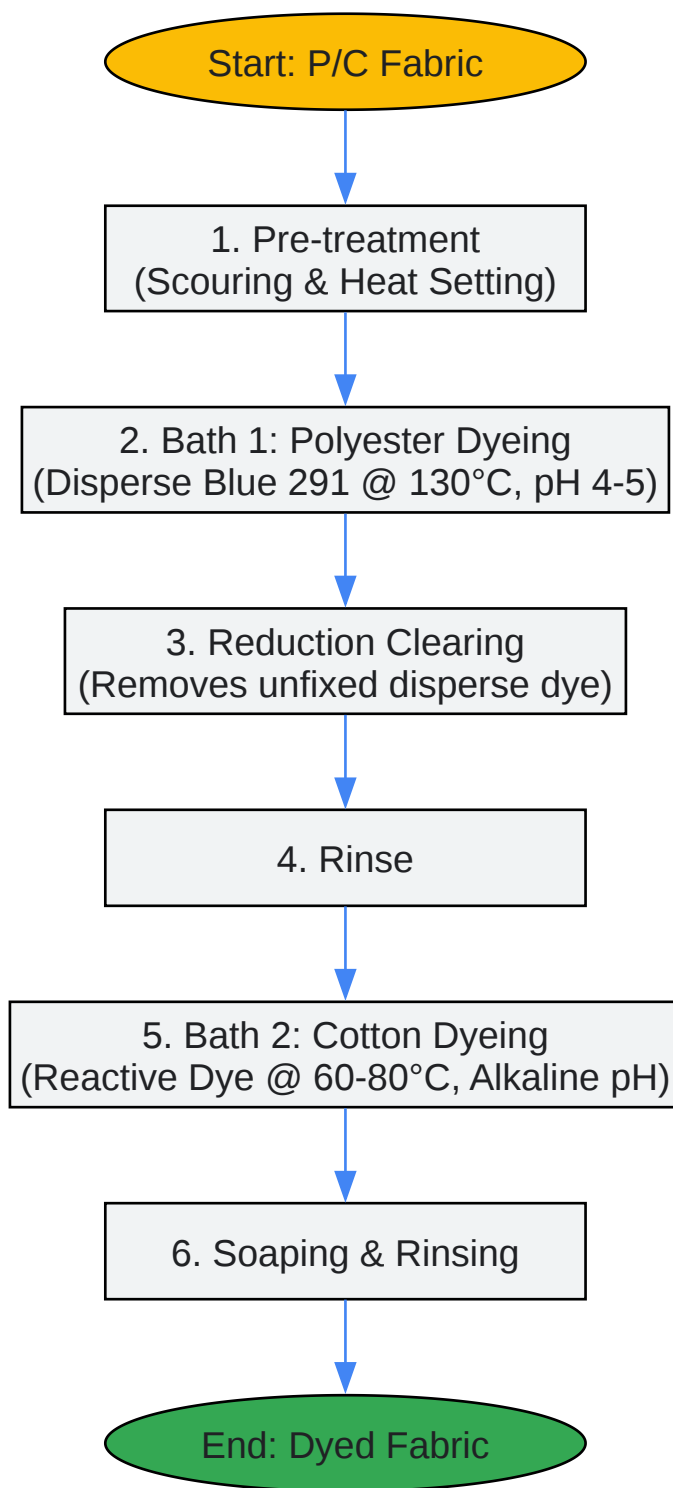 Start: P/C Fabric
1. Pre-treatment
(Scouring & Heat Setting)
2. Bath 1: Polyester Dyeing
(Disperse Blue 291 @ 130°C, pH 4-5)
3. Reduction Clearing
(Removes unfixed disperse dye)
4. Rinse
5. Bath 2: Cotton Dyeing
(Reactive Dye @ 60-80°C, Alkaline pH)
6. Soaping & Rinsing
End: Dyed Fabric